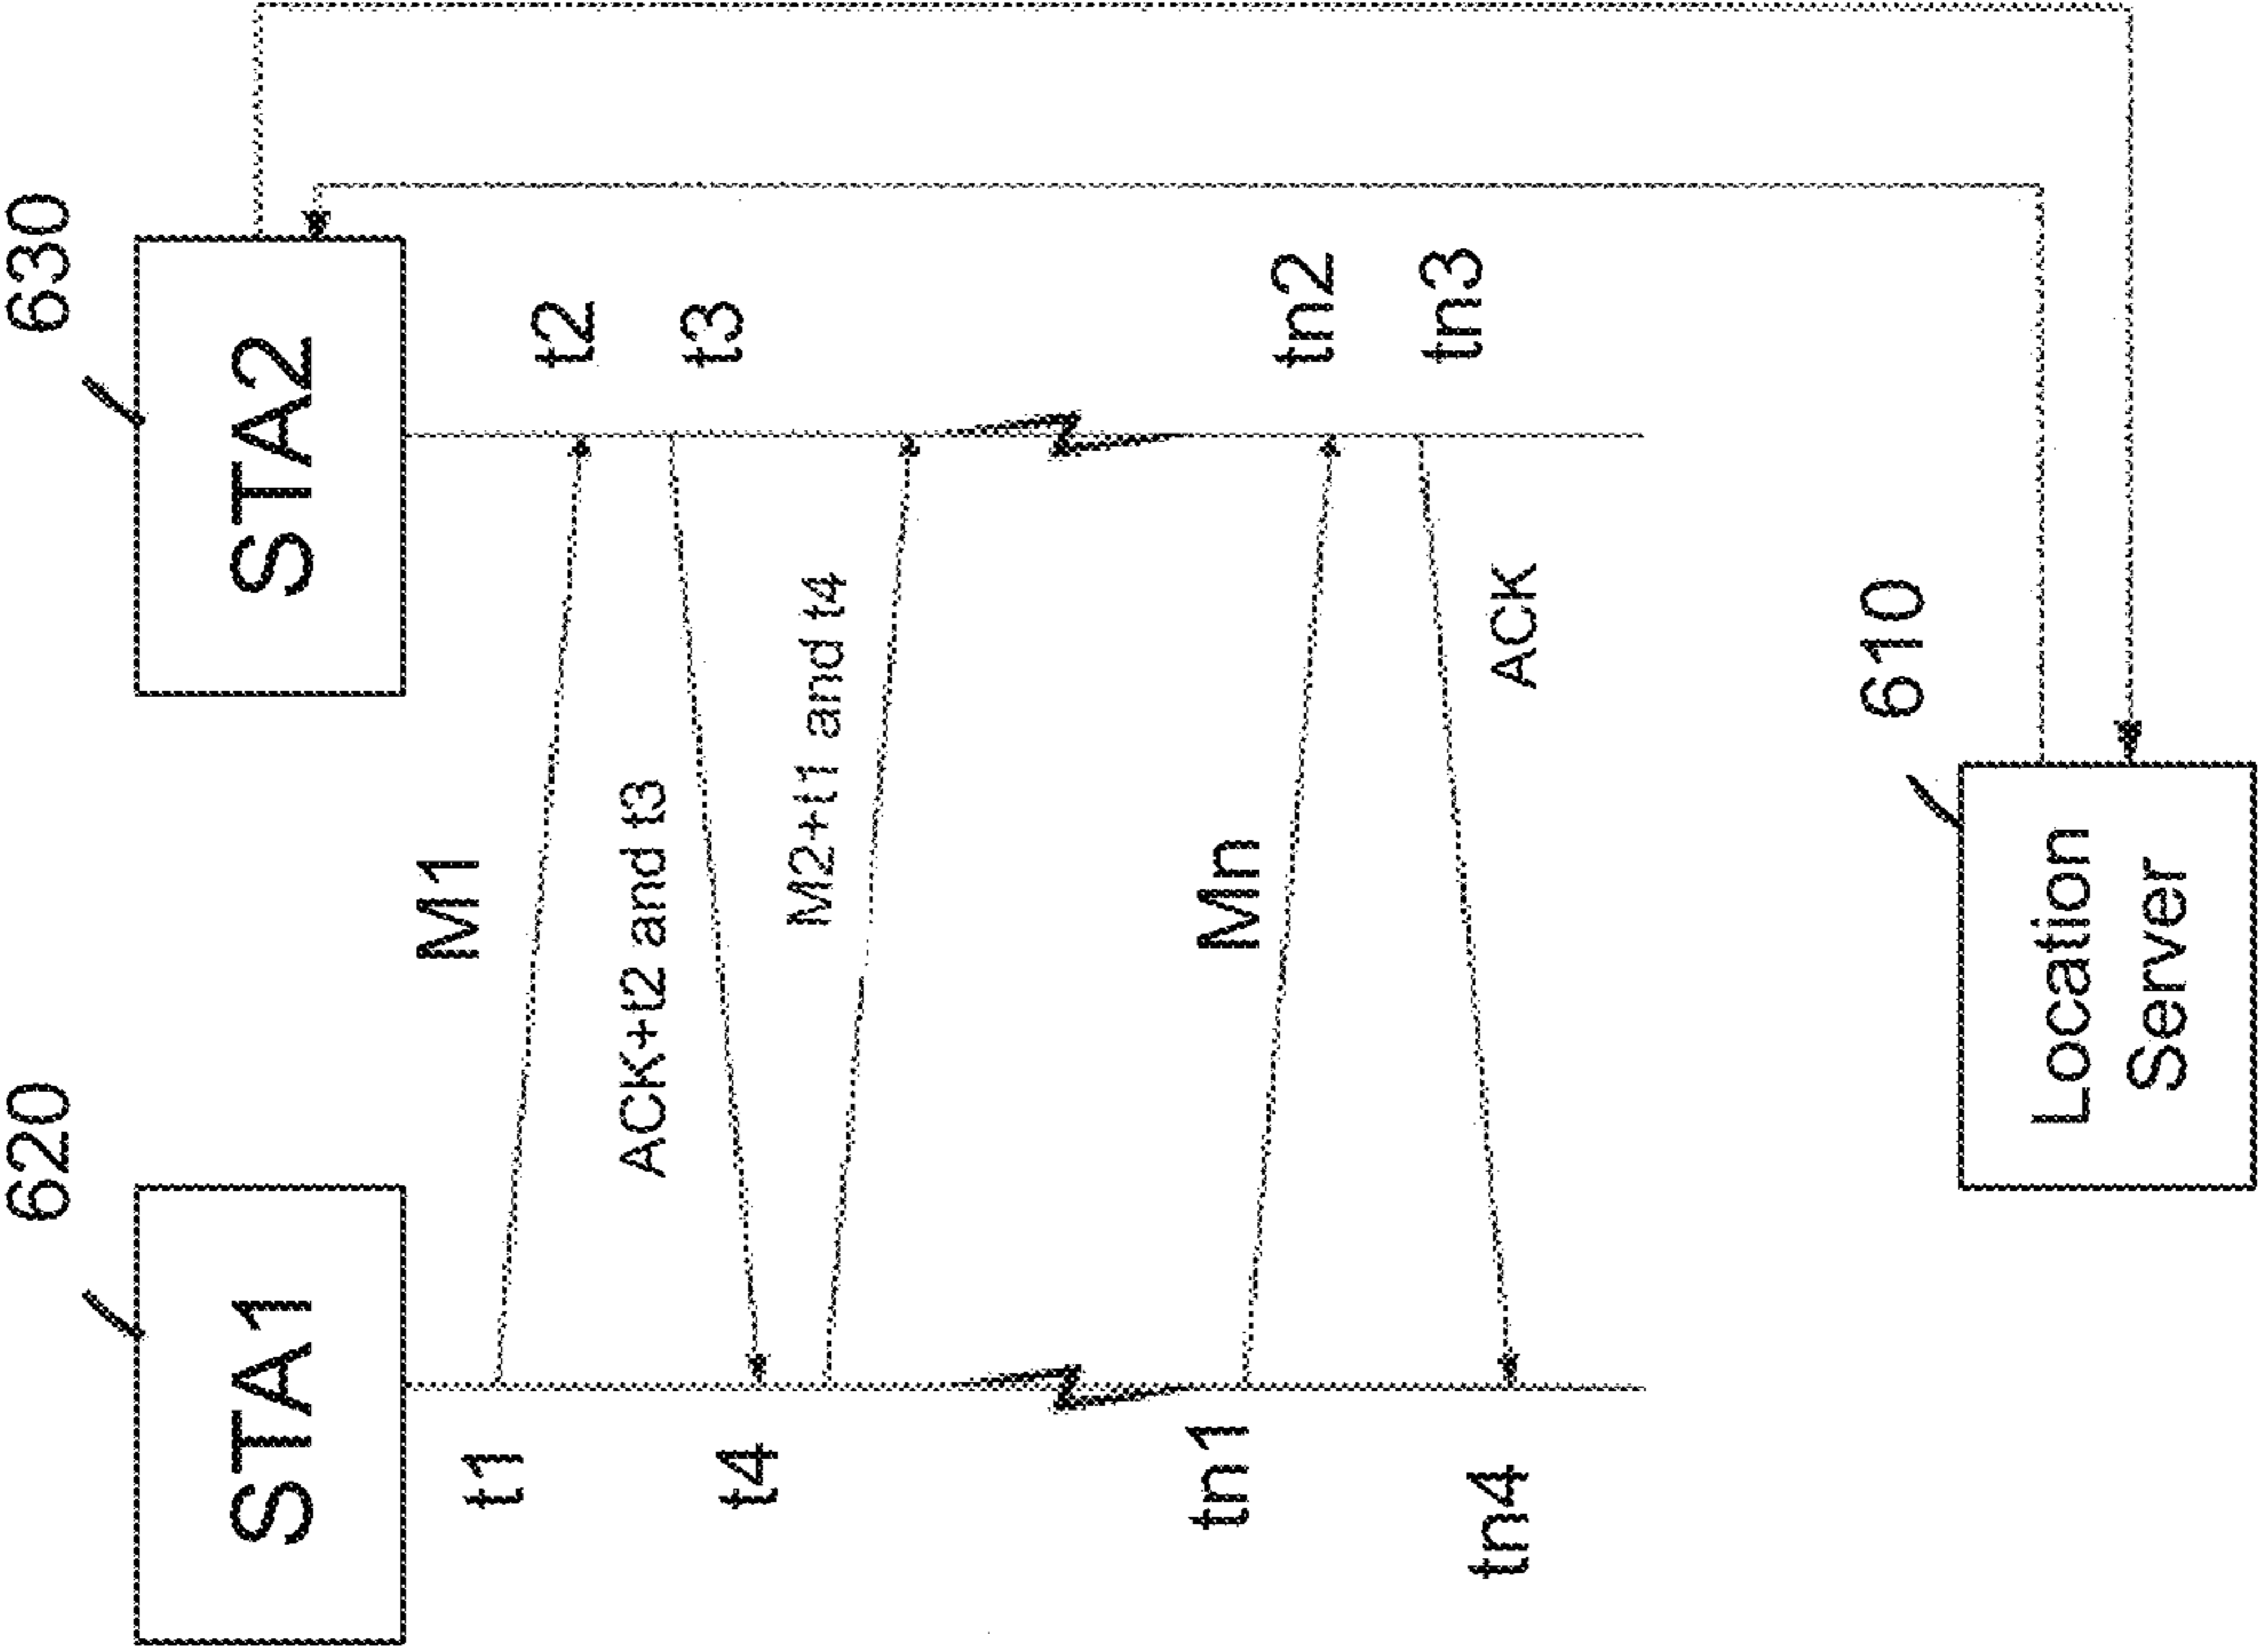 620
630
STA1
STA2
M1
t1
t2
ACK+t2 and t3
t3
t4
M2+t1 and t4
Mn
tn1
tn2
tn3
ACK
tn4
610
Location
Server